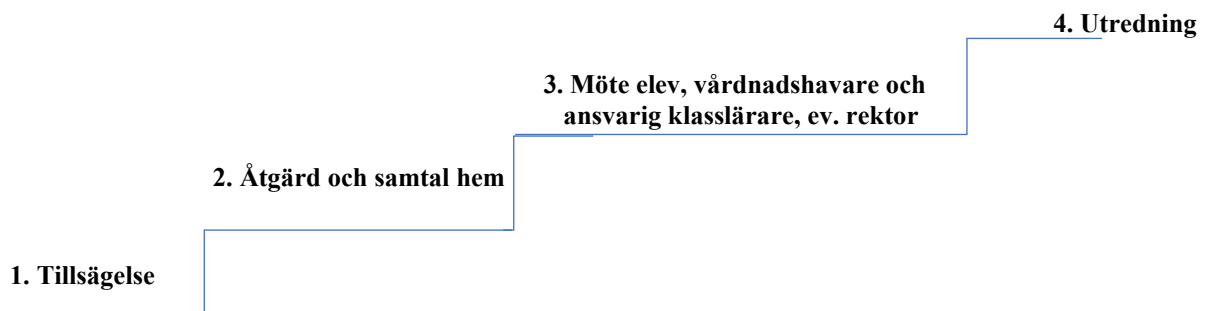 4. Utredning
3. Möte elev, vårdnadshavare och
ansvarig klasslärare, ev. rektor
2. Åtgärd och samtal hem
1. Tillsägelse